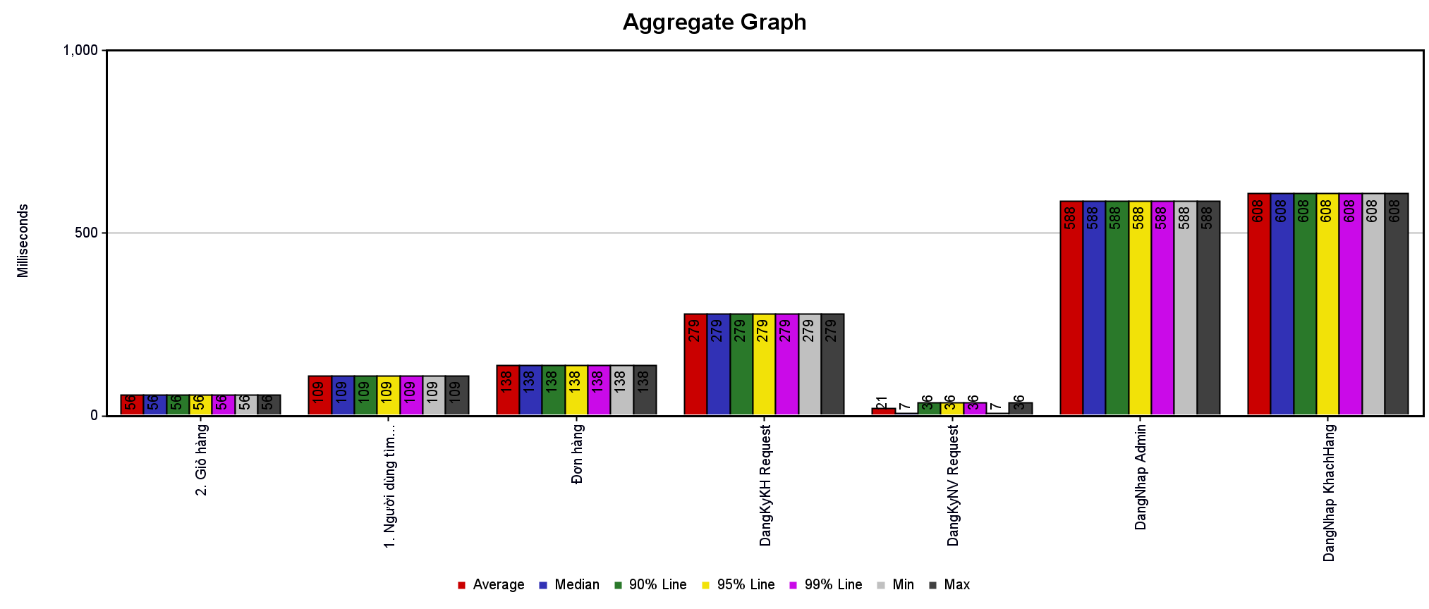 Aggregate Graph
1,000
500
0
Milliseconds
56 56 56 56 56 56 56
109 109 109 109 109 109 109
138 138 138 138 138 138 138
279 279 279 279 279 279 279
21 7 36 36 36 7 36
588 588 588 588 588 588 588
608 608 608 608 608 608 608
2. Giỏ hàng
1. Người dùng tìm...
Đơn hàng
DangKyKH Request
DangKyNV Request
DangNhap Admin
DangNhap KhachHang
Average Median 90% Line 95% Line 99% Line Min Max